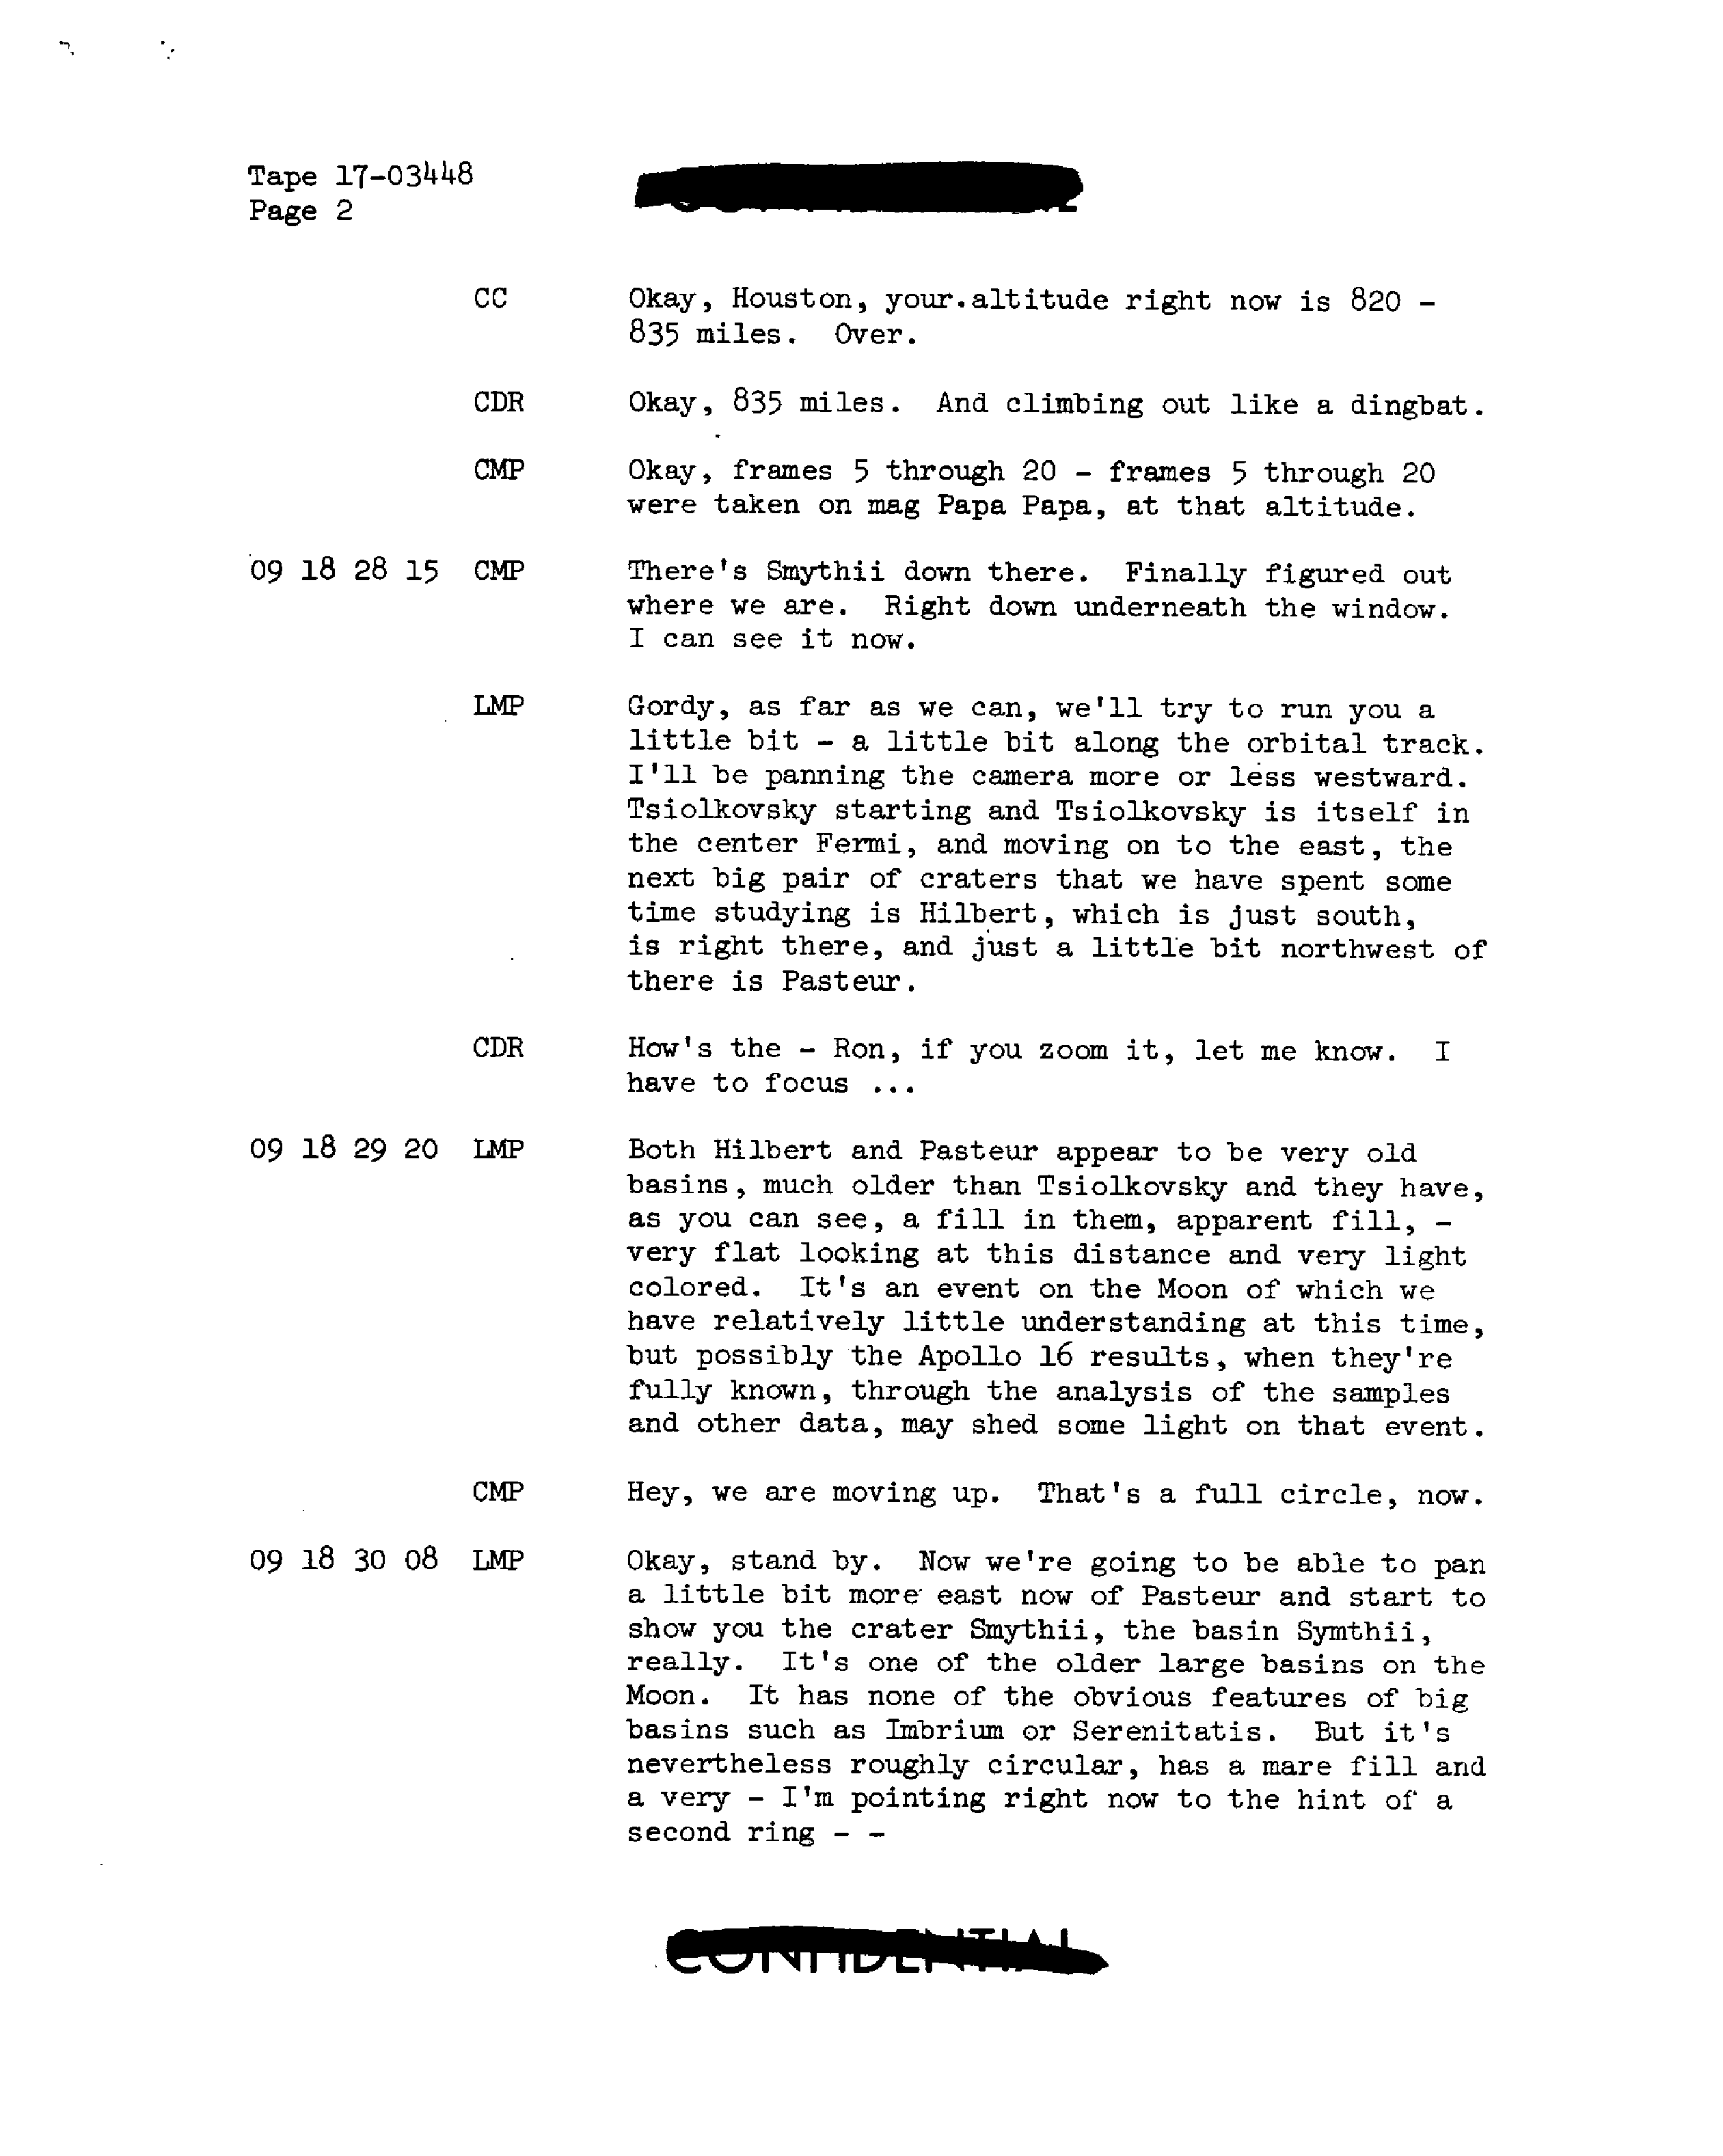 Tape 17-03448
Page 2
CC Okay, Houston, your.altitude right now is 820 -
835 miles. Over.
CDR Okay, 835 miles. And climbing out like a dingbat.
CMP Okay, frames 5 through 20 - frames 5 through 20
were taken on mag Papa Papa, at that altitude.
09 18 28 15 CMP There's Smythii down there. Finally figured out
where we are. Right down underneath the window.
I can see it now.
LMP Gordy, as far as we can, we'll try to run you a
little bit - a little bit along the orbital track.
I'll be panning the camera more or less westward.
Tsiolkovsky starting and Tsiolkovsky is itself in
the center Fermi, and moving on to the east, the
next big pair of craters that we have spent some
time studying is Hilbert, which is just south,
is right there, and just a little bit northwest of
there is Pasteur.
CDR How's the - Ron, if you zoom it, let me know. I
have to focus ...
09 18 29 20 LMP Both Hilbert and Pasteur appear to be very old
basins, much older than Tsiolkovsky and they have,
as you can see, a fill in them, apparent fill, -
very flat looking at this distance and very light
colored. It's an event on the Moon of which we
have relatively little understanding at this time,
but possibly the Apollo 16 results, when they're
fully known, through the analysis of the samples
and other data, may shed some light on that event.
CMP Hey, we are moving up. That's a full circle, now.
09 18 30 08 LMP Okay, stand by. Now we're going to be able to pan
a little bit more east now of Pasteur and start to
show you the crater Smythii, the basin Symthii,
really. It's one of the older large basins on the
Moon. It has none of the obvious features of big
basins such as Imbrium or Serenitatis. But it's
nevertheless roughly circular, has a mare fill and
a very - I'm pointing right now to the hint of a
second ring - -
CONFIDENTIAL